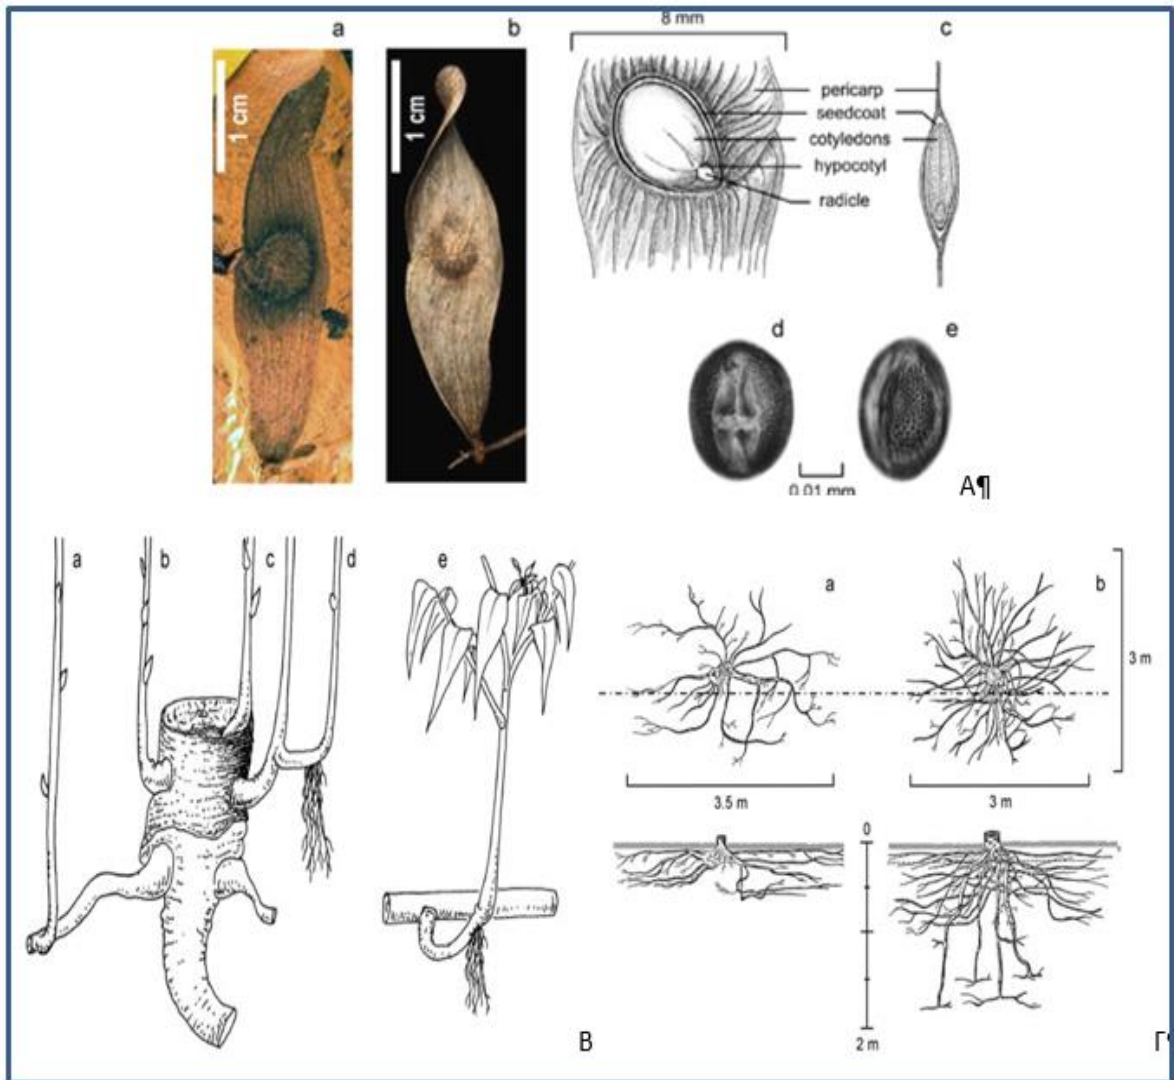 a
b
8 mm
c
1 cm
1 cm
pericarp
seedcoat
cotyledons
hypocotyl
radicle
d
e
0.01 mm
А¶
a
b
c
d
e
a
b
3 m
3.5 m
3 m
0
2 m
В
Г